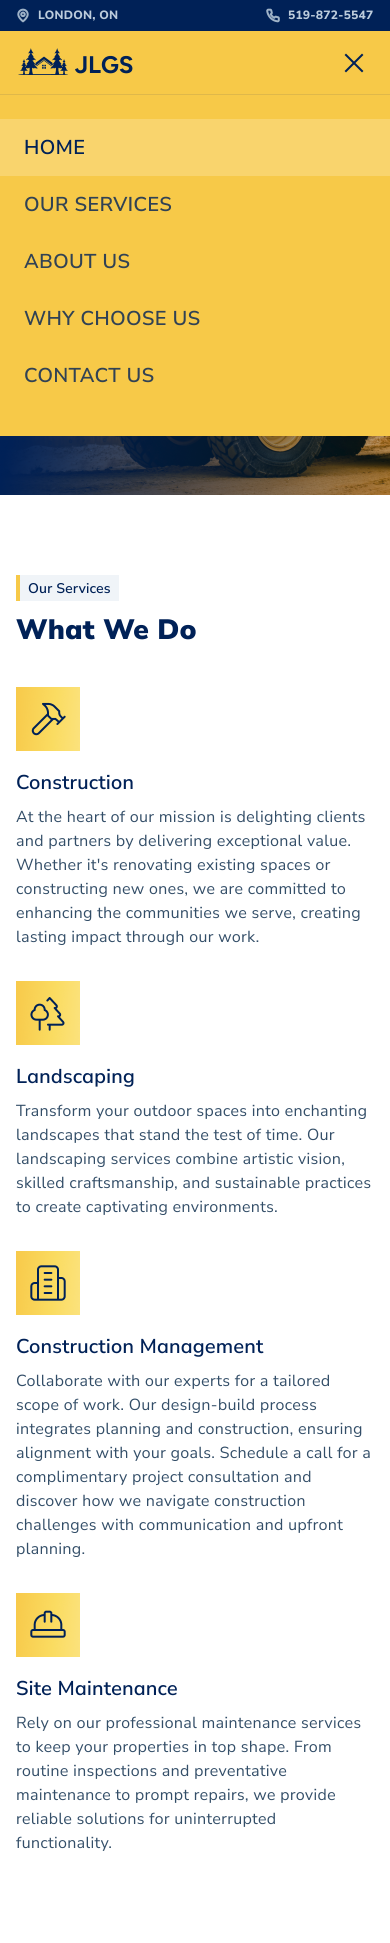 LONDON, ON
519-872-5547
JLGS
HOME
OUR SERVICES
ABOUT US
WHY CHOOSE US
CONTACT US
Our Services
What We Do
Construction
At the heart of our mission is delighting clients
and partners by delivering exceptional value.
Whether it's renovating existing spaces or
constructing new ones, we are committed to
enhancing the communities we serve, creating
lasting impact through our work.
Landscaping
Transform your outdoor spaces into enchanting
landscapes that stand the test of time. Our
landscaping services combine artistic vision,
skilled craftsmanship, and sustainable practices
to create captivating environments.
Construction Management
Collaborate with our experts for a tailored
scope of work. Our design-build process
integrates planning and construction, ensuring
alignment with your goals. Schedule a call for a
complimentary project consultation and
discover how we navigate construction
challenges with communication and upfront
planning.
Site Maintenance
Rely on our professional maintenance services
to keep your properties in top shape. From
routine inspections and preventative
maintenance to prompt repairs, we provide
reliable solutions for uninterrupted
functionality.